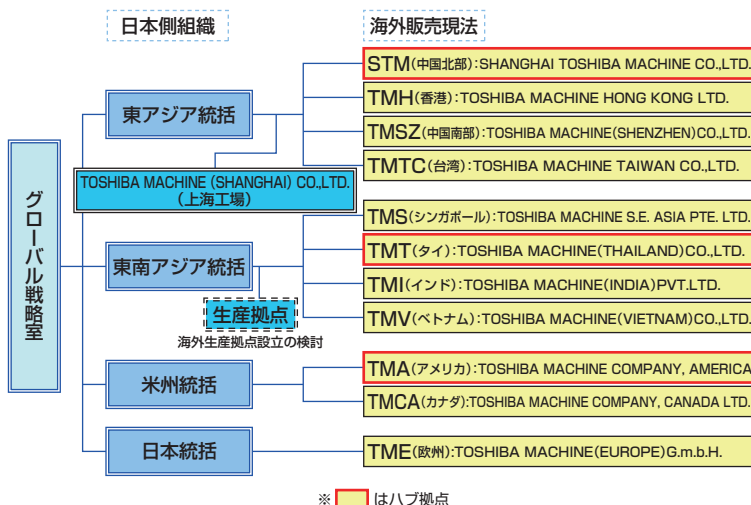 日本側組織
海外販売現法
グローバル戦略室
東アジア統括
STM(中国北部):SHANGHAI TOSHIBA MACHINE CO.,LTD.
TMH(香港):TOSHIBA MACHINE HONG KONG LTD.
TMSZ(中国南部):TOSHIBA MACHINE(SHENZHEN)CO.,LTD.
TMTC(台湾):TOSHIBA MACHINE TAIWAN CO.,LTD.
TOSHIBA MACHINE (SHANGHAI) CO.,LTD.
(上海工場)
東南アジア統括
TMS(シンガポール):TOSHIBA MACHINE S.E. ASIA PTE. LTD.
TMT(タイ):TOSHIBA MACHINE(THAILAND)CO.,LTD.
TMI(インド):TOSHIBA MACHINE(INDIA)PVT.LTD.
TMV(ベトナム):TOSHIBA MACHINE(VIETNAM)CO.,LTD.
生産拠点
海外生産拠点設立の検討
米州統括
TMA(アメリカ):TOSHIBA MACHINE COMPANY, AMERICA
TMCA(カナダ):TOSHIBA MACHINE COMPANY, CANADA LTD.
日本統括
TME(欧州):TOSHIBA MACHINE(EUROPE)G.m.b.H.
※ はハブ拠点